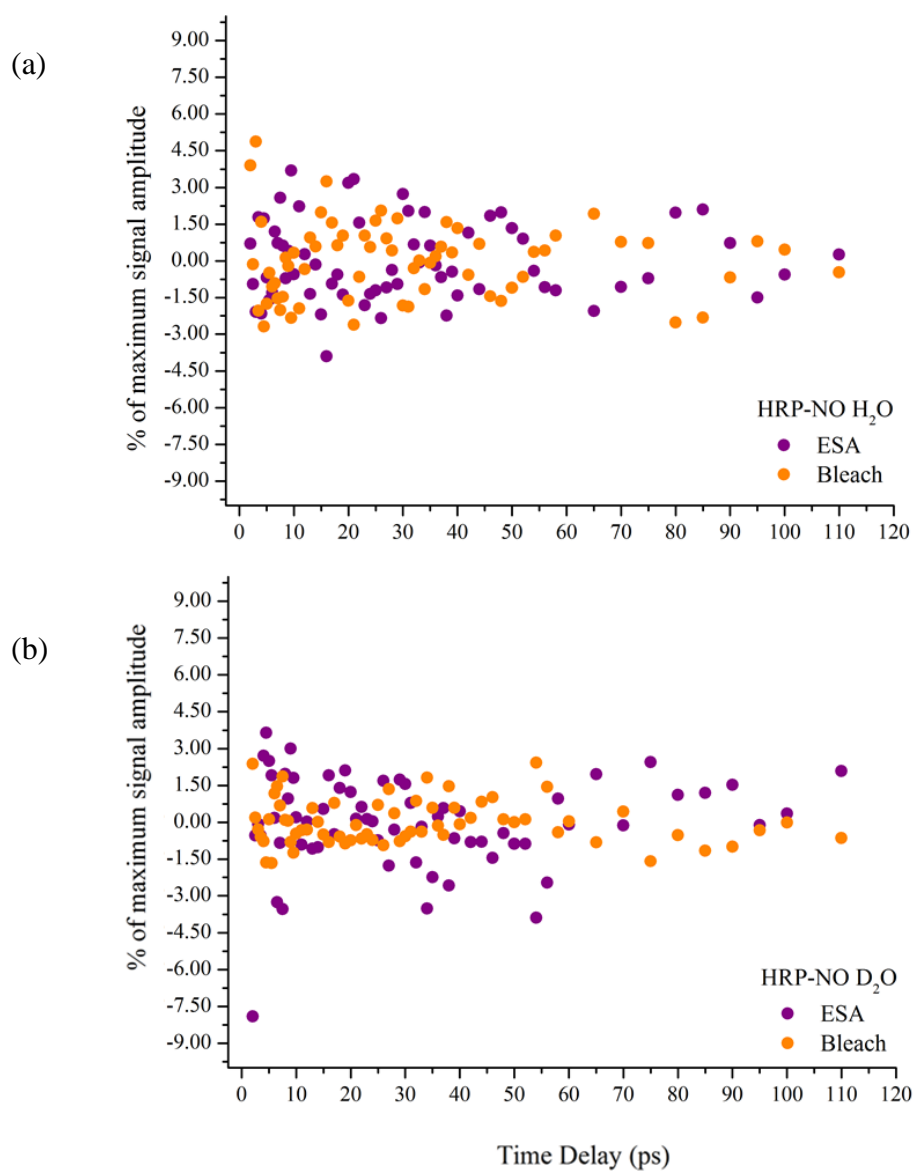 (a)
% of maximum signal amplitude
9.00
7.50
6.00
4.50
3.00
1.50
0.00
-1.50
-3.00
-4.50
-6.00
-7.50
-9.00
HRP-NO H₂O
ESA
Bleach
0 10 20 30 40 50 60 70 80 90 100 110 120
(b)
% of maximum signal amplitude
9.00
7.50
6.00
4.50
3.00
1.50
0.00
-1.50
-3.00
-4.50
-6.00
-7.50
-9.00
HRP-NO D₂O
ESA
Bleach
0 10 20 30 40 50 60 70 80 90 100 110 120
Time Delay (ps)